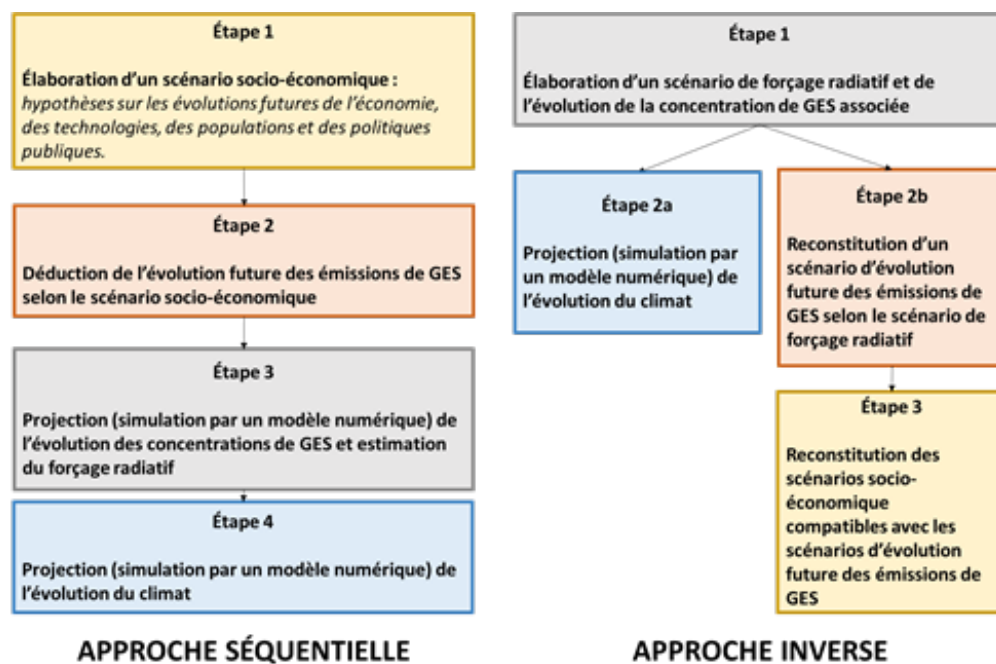 Étape 1
Élaboration d'un scénario socio-économique :
hypothèses sur les évolutions futures de l'économie,
des technologies, des populations et des politiques
publiques.
Étape 2
Déduction de l'évolution future des émissions de GES
selon le scénario socio-économique
Étape 3
Projection (simulation par un modèle numérique) de
l'évolution des concentrations de GES et estimation
du forçage radiatif
Étape 4
Projection (simulation par un modèle numérique) de
l'évolution du climat
APPROCHE SÉQUENTIELLE
Étape 1
Élaboration d'un scénario de forçage radiatif et de
l'évolution de la concentration de GES associée
Étape 2a
Projection (simulation par
un modèle numérique) de
l'évolution du climat
Étape 2b
Reconstitution d'un
scénario d'évolution
future des émissions de
GES selon le scénario de
forçage radiatif
Étape 3
Reconstitution des
scénarios socio-
économique
compatibles avec les
scénarios d'évolution
future des émissions de
GES
APPROCHE INVERSE